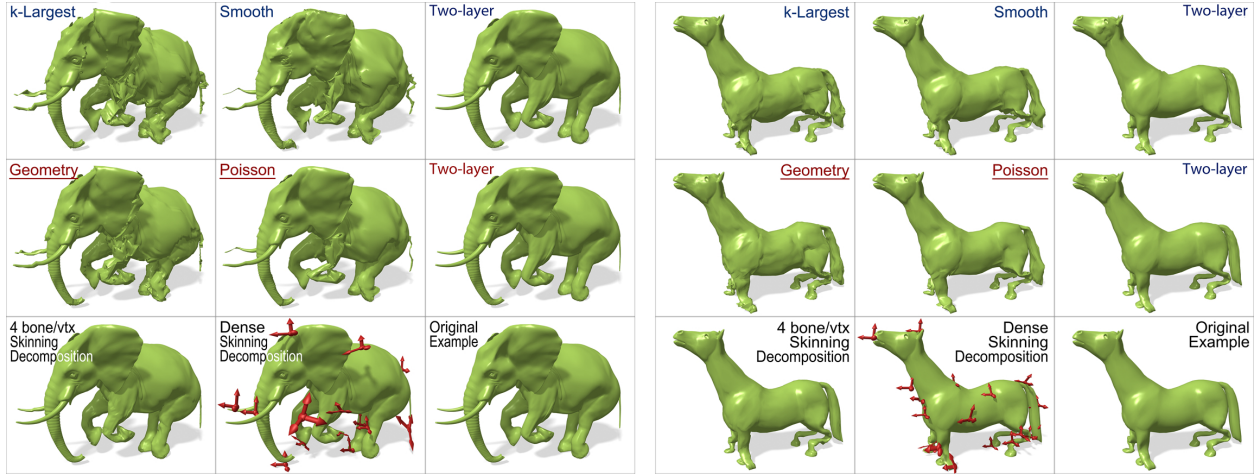 k-Largest
Smooth
Two-layer
Geometry
Poisson
Two-layer
4 bone/vtx
Skinning
Decomposition
Dense
Skinning
Decomposition
Original
Example
k-Largest
Smooth
Two-layer
Geometry
Poisson
Two-layer
4 bone/vtx
Skinning
Decomposition
Dense
Skinning
Decomposition
Original
Example